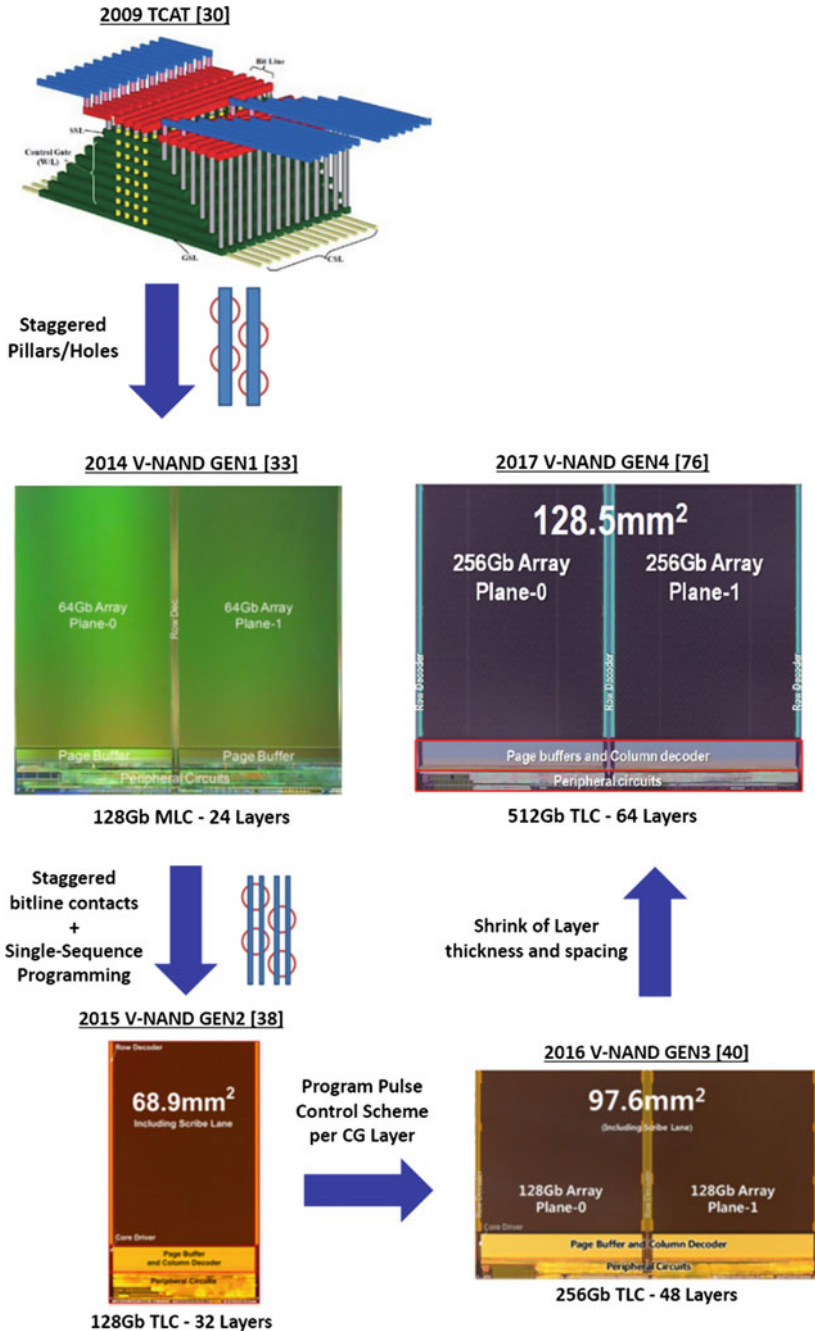 2009 TCAT [30]
Bit Line
SSL
Control Gate
(W/L)
GSL
CSL
Staggered
Pillars/Holes
2014 V-NAND GEN1 [33]
64Gb Array
Plane-0
Row Dec.
64Gb Array
Plane-1
Page Buffer
Page Buffer
Peripheral Circuits
128Gb MLC - 24 Layers
2017 V-NAND GEN4 [76]
128.5mm²
256Gb Array
Plane-0
256Gb Array
Plane-1
Row Decoder
Row Decoder
Row Decoder
Page buffers and Column decoder
Peripheral circuits
512Gb TLC - 64 Layers
Staggered
bitline contacts
+
Single-Sequence
Programming
Shrink of Layer
thickness and spacing
2015 V-NAND GEN2 [38]
Row Decoder
68.9mm²
Including Scribe Lane
Core Driver
Page Buffer
and Column Decoder
Peripheral Circuits
128Gb TLC - 32 Layers
Program Pulse
Control Scheme
per CG Layer
2016 V-NAND GEN3 [40]
97.6mm²
(Including Scribe Lane)
128Gb Array
Plane-0
128Gb Array
Plane-1
Row Decoder
Row Decoder
Row Decoder
Core Driver
Page Buffer and Column Decoder
Peripheral Circuits
256Gb TLC - 48 Layers